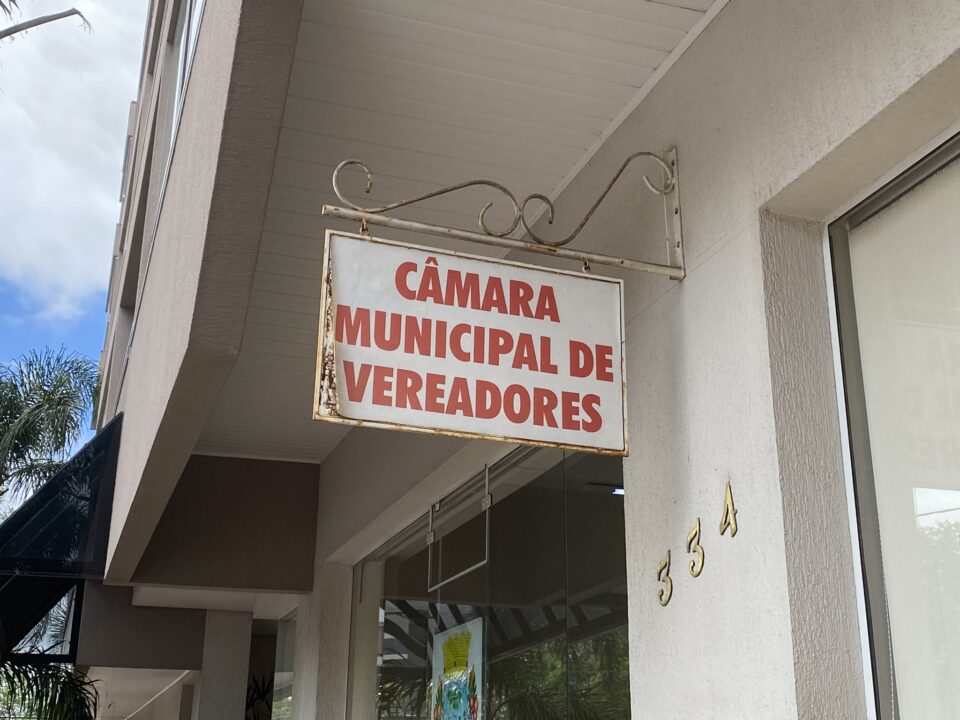 CÂMARA
MUNICIPAL DE
VEREADORES
334